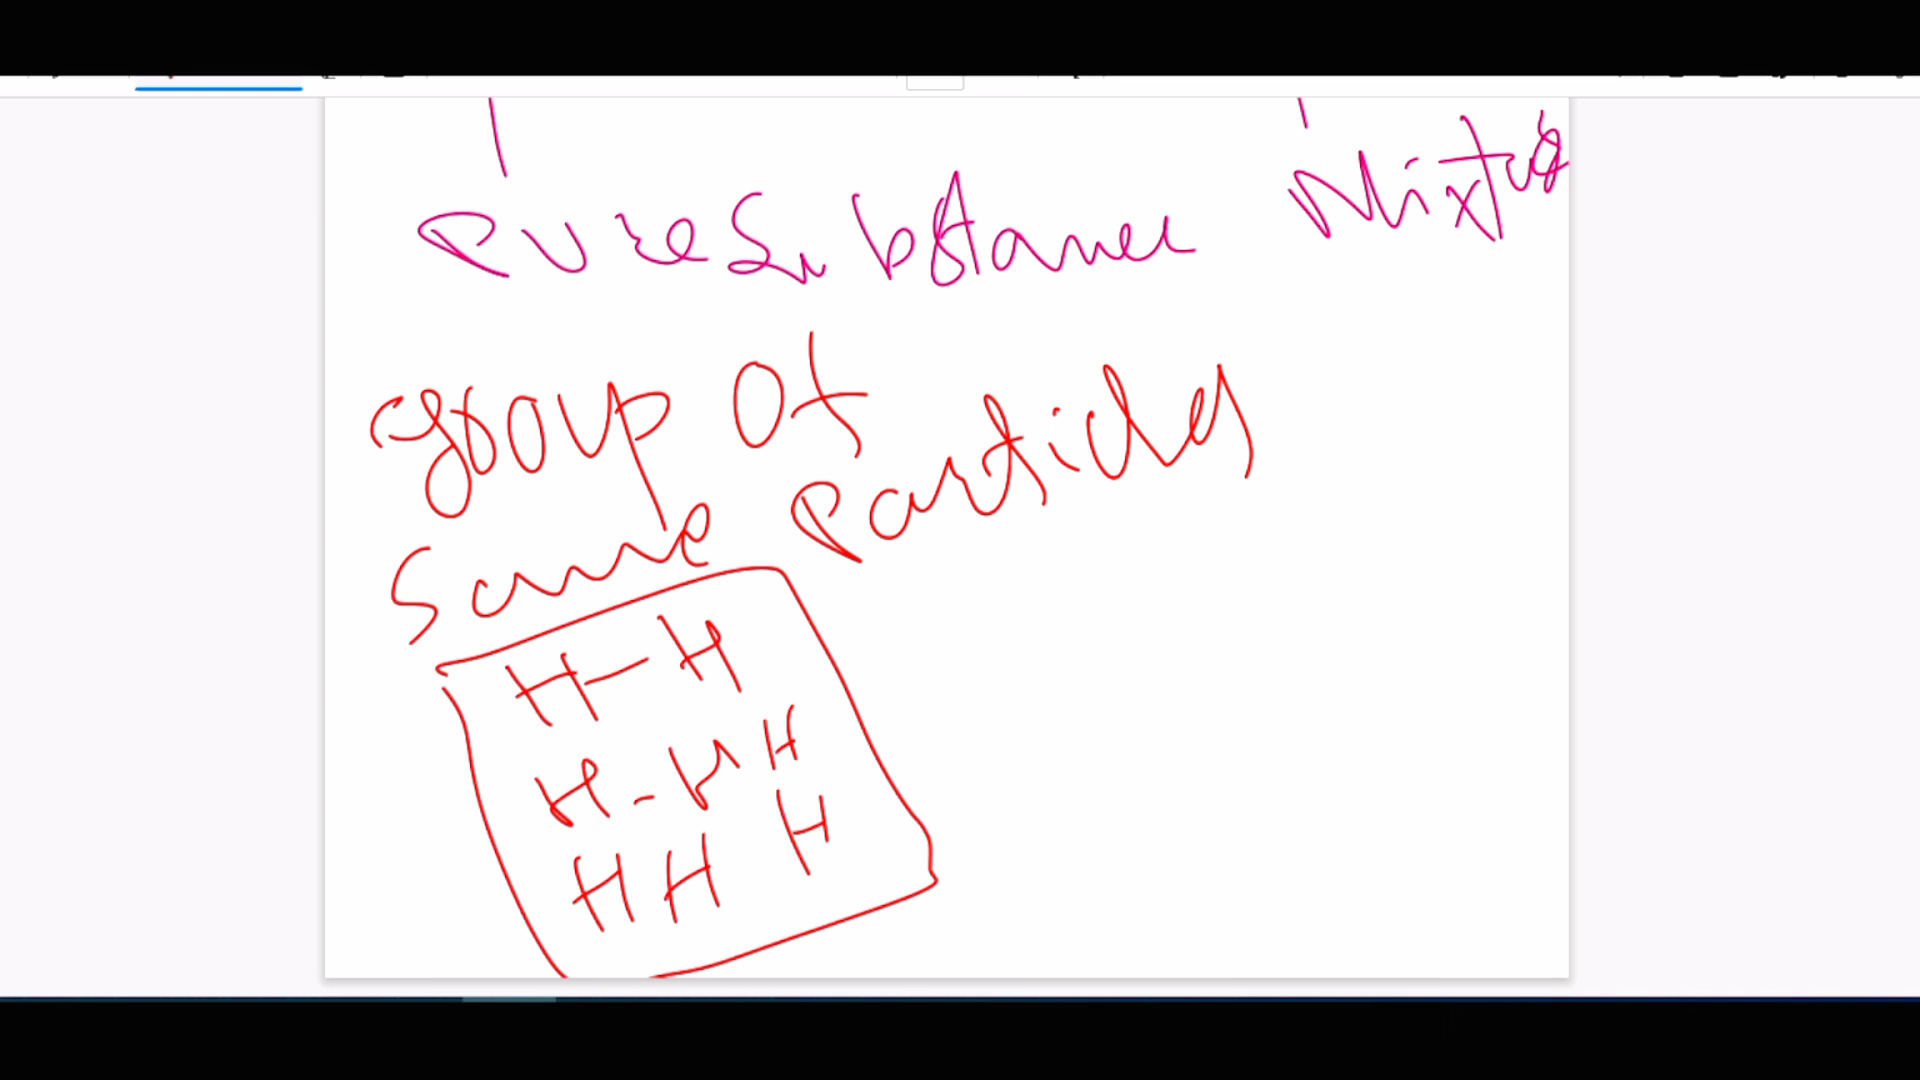 Pure Substance Mixture
Group Of
Same Particles
H-H
H-H H
H H H